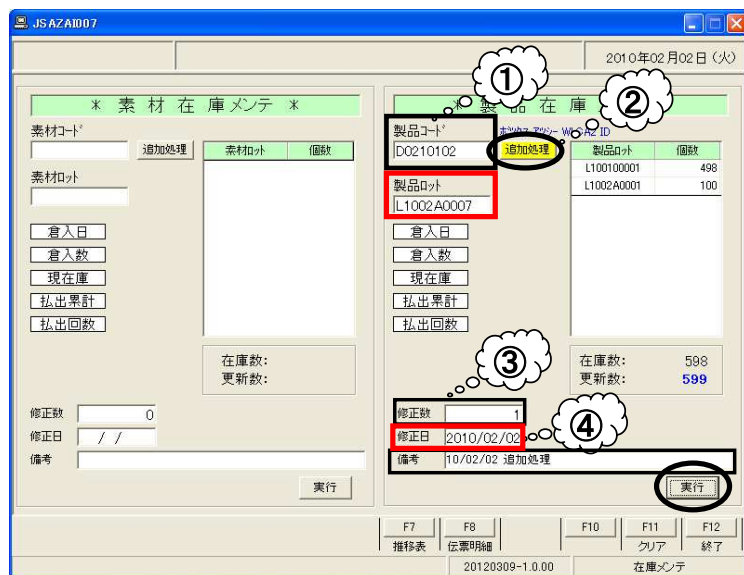 JSAZAI007
2010年02月02日（火）
＊ 素 材 在 庫 メンテ ＊
素材ｺｰﾄﾞ
追加処理
素材ﾛｯﾄ
素材ﾛｯﾄ 個数
倉入日
倉入数
現在庫
払出累計
払出回数
在庫数:
更新数:
修正数 0
修正日 / /
備考
実行
①
②
＊ 製 品 在 庫
製品ｺｰﾄﾞ
WLGAZ ID
D0210102
追加処理
製品ﾛｯﾄ
L1002A0007
製品ﾛｯﾄ 個数
L100100001 498
L1002A0001 100
倉入日
倉入数
現在庫
払出累計
払出回数
③
在庫数: 598
更新数: 599
修正数 1
④
修正日 2010/02/02
備考 10/02/02 追加処理
実行
F7 F8 F10 F11 F12
推移表 伝票明細 クリア 終了
20120309-1.0.00 在庫メンテ